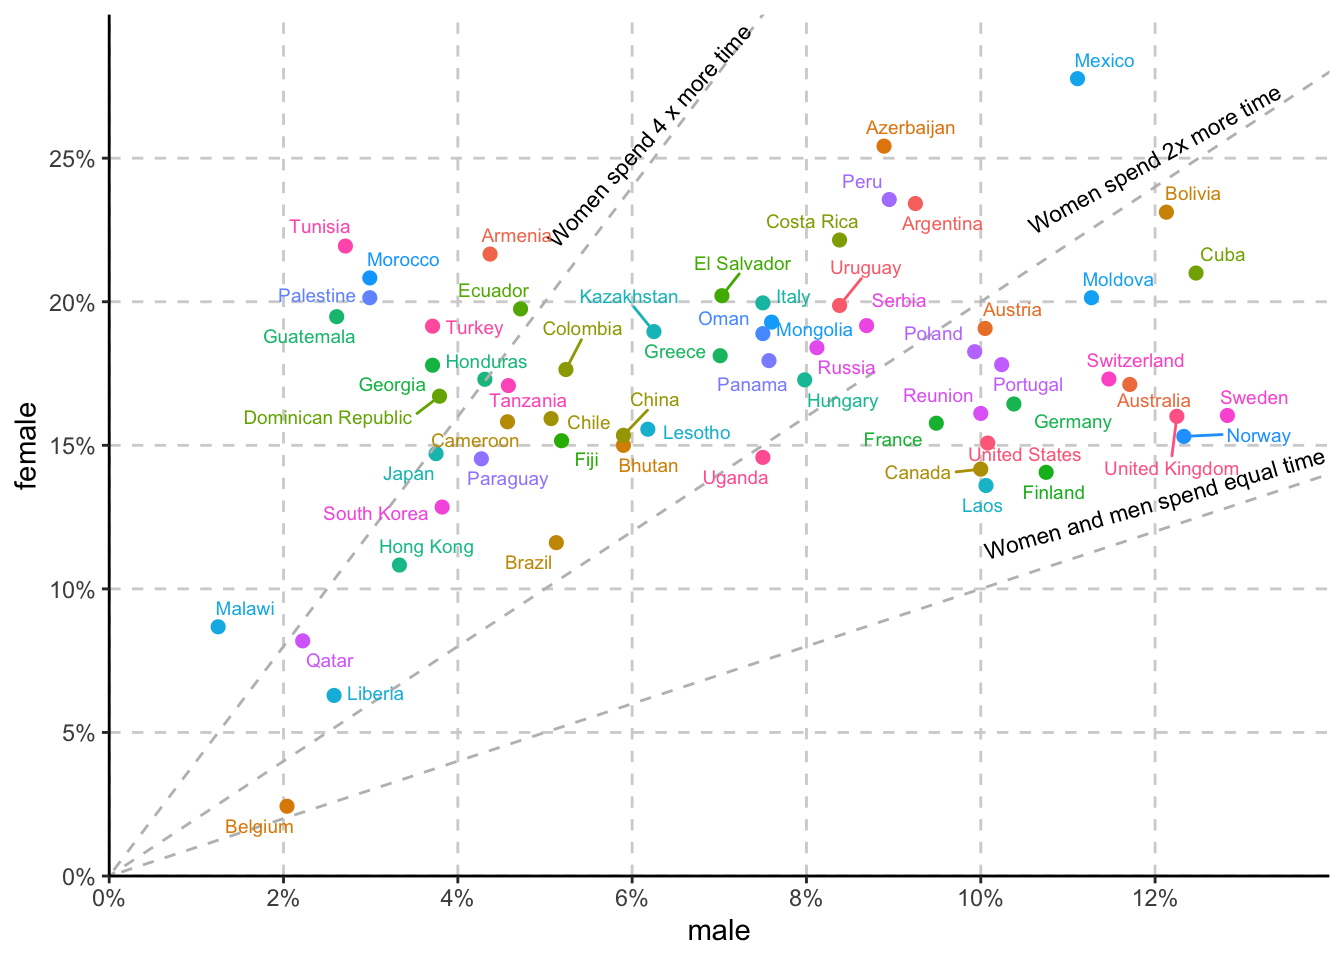 Mexico
Women spend 4 x more time
Women spend 2x more time
Azerbaijan
25%
Peru
Bolivia
Costa Rica
Argentina
Tunisia
Armenia
Cuba
Morocco
El Salvador
Uruguay
Moldova
Palestine
Ecuador
Kazakhstan
Italy
Serbia
20%
Austria
Guatemala
Turkey
Colombia
Oman
Mongolia
Poland
Honduras
Greece
Russia
Switzerland
Georgia
Panama
Portugal
Dominican Republic
Tanzania
China
Hungary
Reunion
Australia
Sweden
Cameroon
Chile
Lesotho
France
Germany
Norway
15%
Fiji
Bhutan
United States
United Kingdom
Japan
Paraguay
Uganda
Canada
Finland
Women and men spend equal time
South Korea
Laos
Hong Kong
Brazil
10%
Malawi
Qatar
Liberia
5%
Belgium
0%
0%
2%
4%
6%
8%
10%
12%
male
female